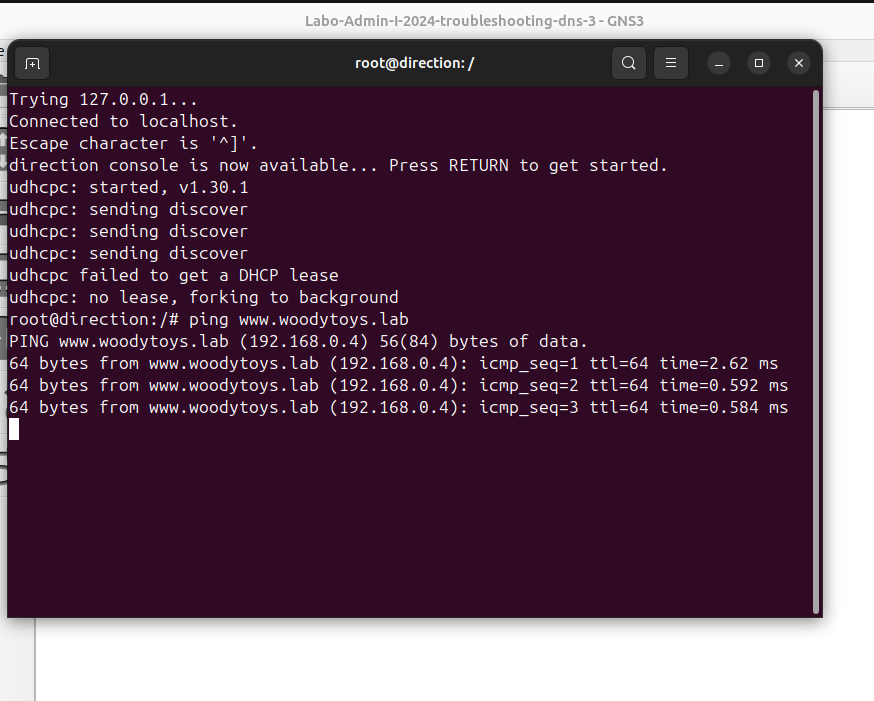 Labo-Admin-I-2024-troubleshooting-dns-3 - GNS3
root@direction: /
Trying 127.0.0.1...
Connected to localhost.
Escape character is '^]'.
direction console is now available... Press RETURN to get started.
udhcpc: started, v1.30.1
udhcpc: sending discover
udhcpc: sending discover
udhcpc: sending discover
udhcpc failed to get a DHCP lease
udhcpc: no lease, forking to background
root@direction:/# ping www.woodytoys.lab
PING www.woodytoys.lab (192.168.0.4) 56(84) bytes of data.
64 bytes from www.woodytoys.lab (192.168.0.4): icmp_seq=1 ttl=64 time=2.62 ms
64 bytes from www.woodytoys.lab (192.168.0.4): icmp_seq=2 ttl=64 time=0.592 ms
64 bytes from www.woodytoys.lab (192.168.0.4): icmp_seq=3 ttl=64 time=0.584 ms